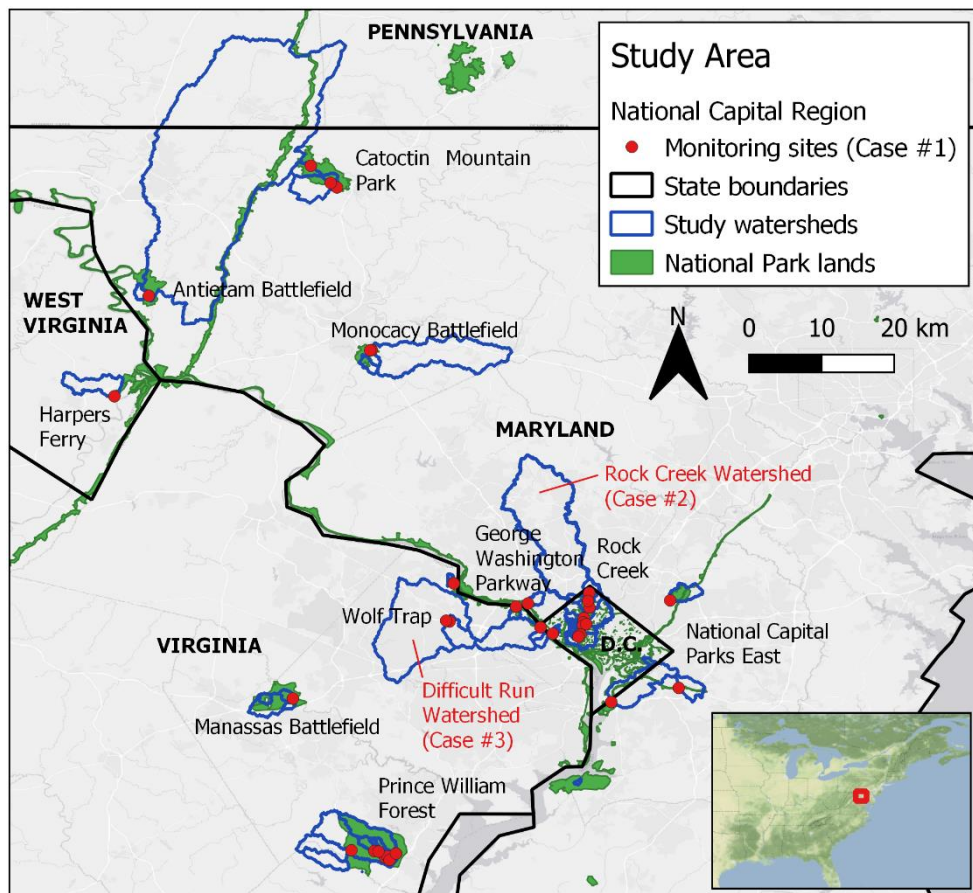 PENNSYLVANIA
Study Area
National Capital Region
Monitoring sites (Case #1)
State boundaries
Study watersheds
National Park lands
Catoctin Mountain
Park
Antietam Battlefield
WEST
VIRGINIA
Monocacy Battlefield
N
0 10 20 km
Harpers
Ferry
MARYLAND
Rock Creek Watershed
(Case #2)
George
Washington
Parkway
Rock
Creek
Wolf Trap
D.C.
National Capital
Parks East
VIRGINIA
Difficult Run
Watershed
(Case #3)
Manassas Battlefield
Prince William
Forest